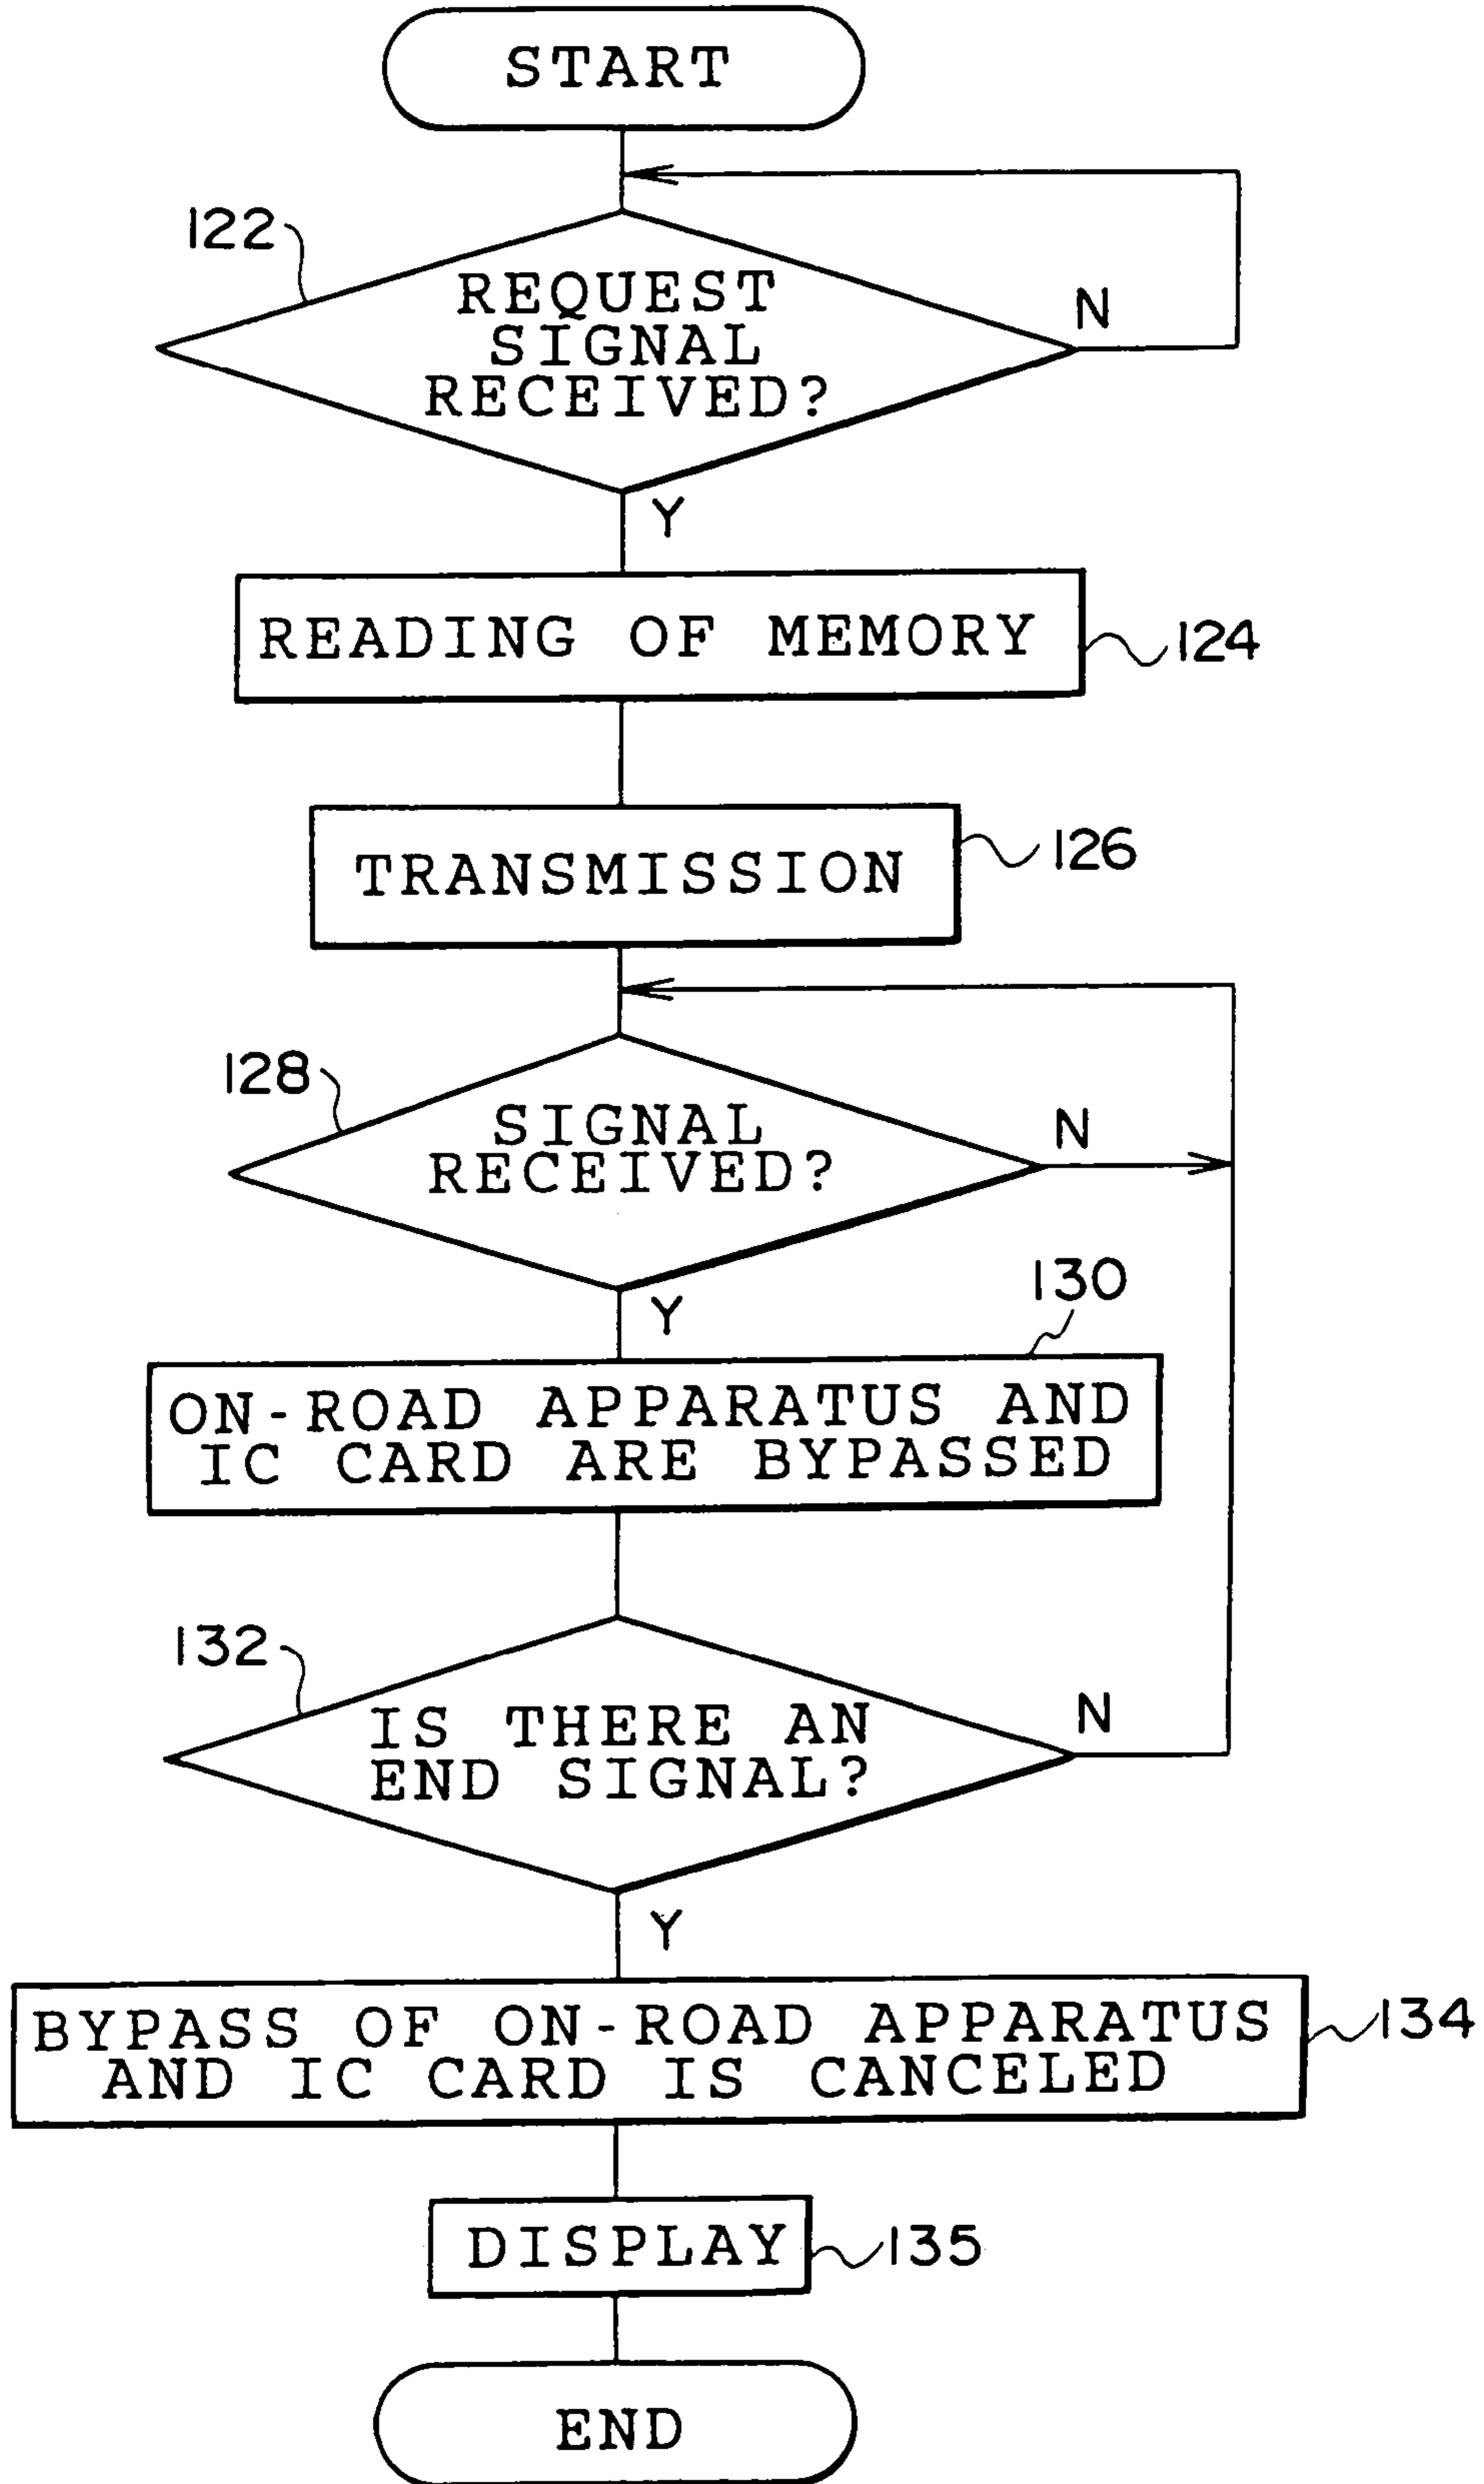 START
122
REQUEST
SIGNAL
RECEIVED?
N
Y
READING OF MEMORY
124
TRANSMISSION
126
128
SIGNAL
RECEIVED?
N
Y
130
ON-ROAD APPARATUS AND
IC CARD ARE BYPASSED
132
IS THERE AN
END SIGNAL?
N
Y
BYPASS OF ON-ROAD APPARATUS
AND IC CARD IS CANCELED
134
DISPLAY
135
END